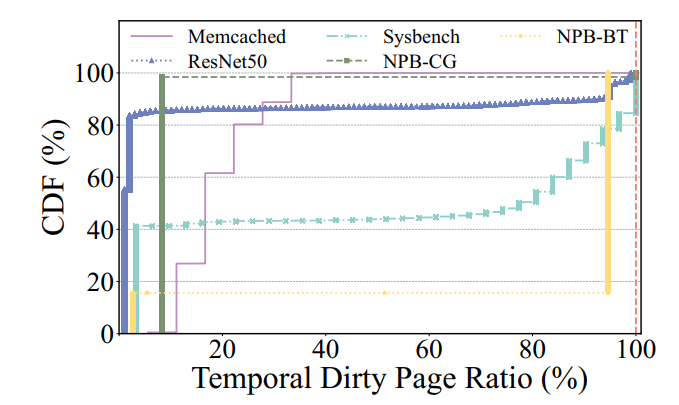 Memcached Sysbench NPB-BT
ResNet50 NPB-CG
100
80
60
40
20
0
CDF (%)
20 40 60 80 100
Temporal Dirty Page Ratio (%)